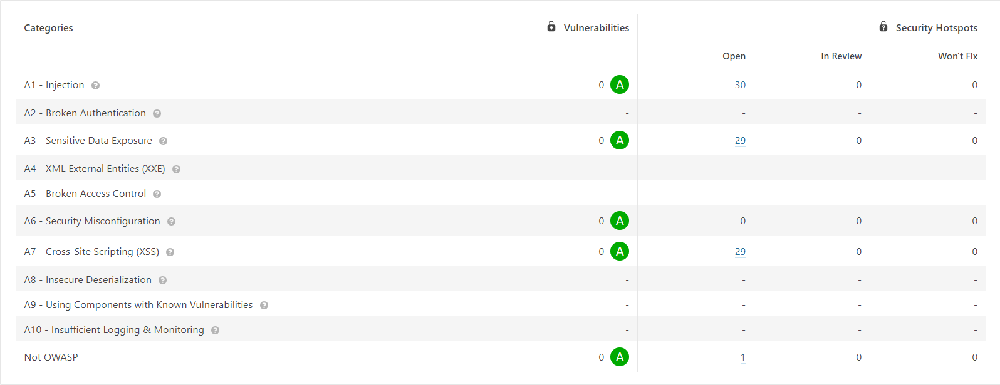 Categories Vulnerabilities Security Hotspots
Open In Review Won't Fix
A1 - Injection ? 0 A 30 0 0
A2 - Broken Authentication ? - - - -
A3 - Sensitive Data Exposure ? 0 A 29 0 0
A4 - XML External Entities (XXE) ? - - - -
A5 - Broken Access Control ? - - - -
A6 - Security Misconfiguration ? 0 A 0 0 0
A7 - Cross-Site Scripting (XSS) ? 0 A 29 0 0
A8 - Insecure Deserialization ? - - - -
A9 - Using Components with Known Vulnerabilities ? - - - -
A10 - Insufficient Logging & Monitoring ? - - - -
Not OWASP 0 A 1 0 0